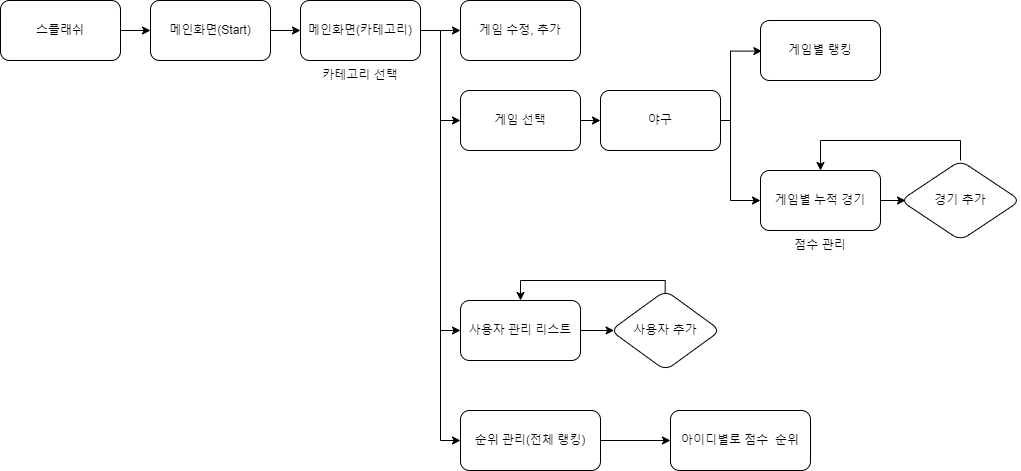 스플래쉬
메인화면(Start)
메인화면(카테고리)
카테고리 선택
게임 수정, 추가
게임 선택
야구
게임별 랭킹
게임별 누적 경기
점수 관리
경기 추가
사용자 관리 리스트
사용자 추가
순위 관리(전체 랭킹)
아이디별로 점수 순위